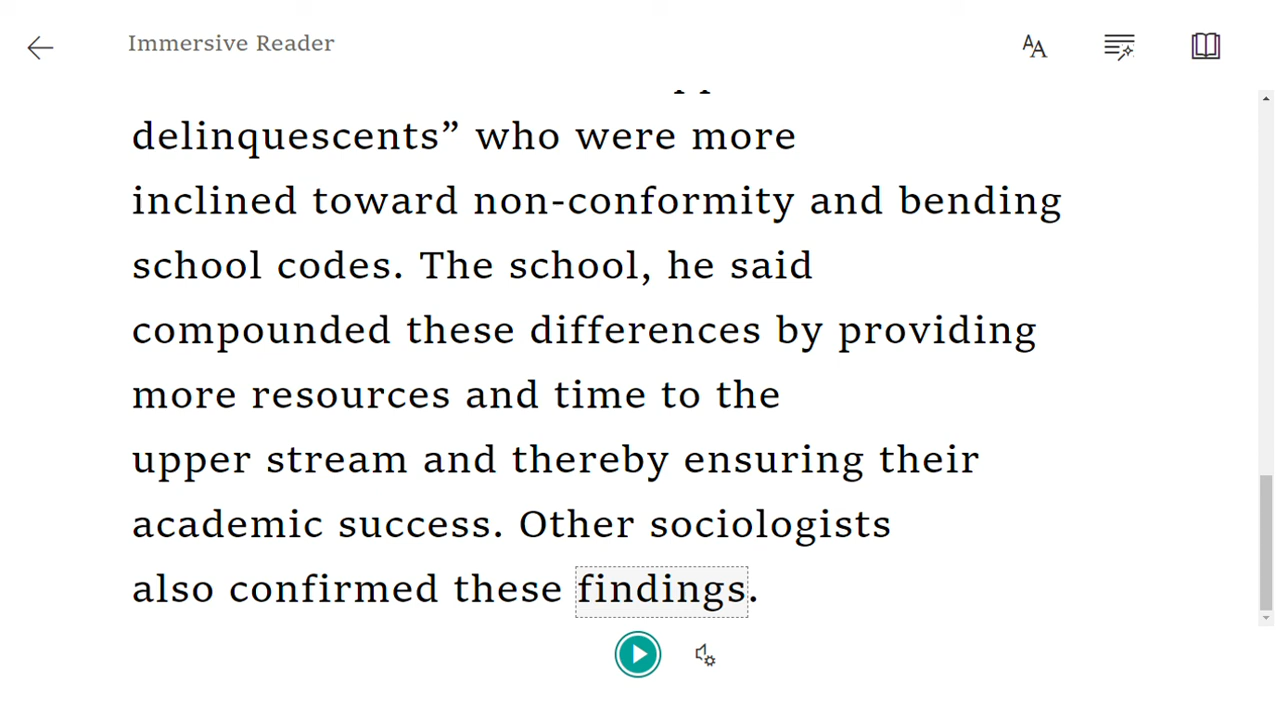 Immersive Reader
delinquescents” who were more
inclined toward non-conformity and bending
school codes. The school, he said
compounded these differences by providing
more resources and time to the
upper stream and thereby ensuring their
academic success. Other sociologists
also confirmed these findings.